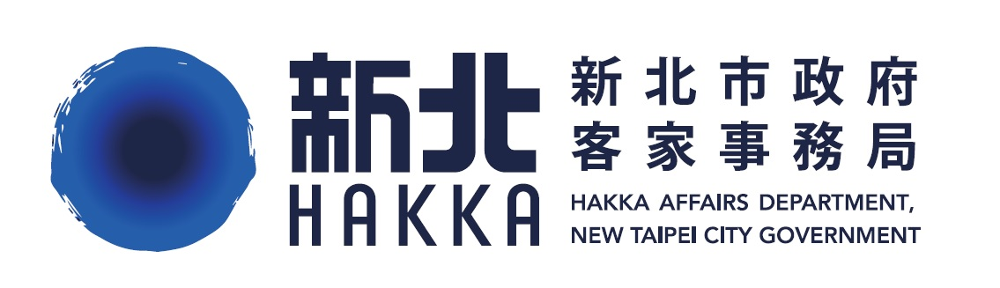 新北
HAKKA
新北市政府
客家事務局
HAKKA AFFAIRS DEPARTMENT,
NEW TAIPEI CITY GOVERNMENT